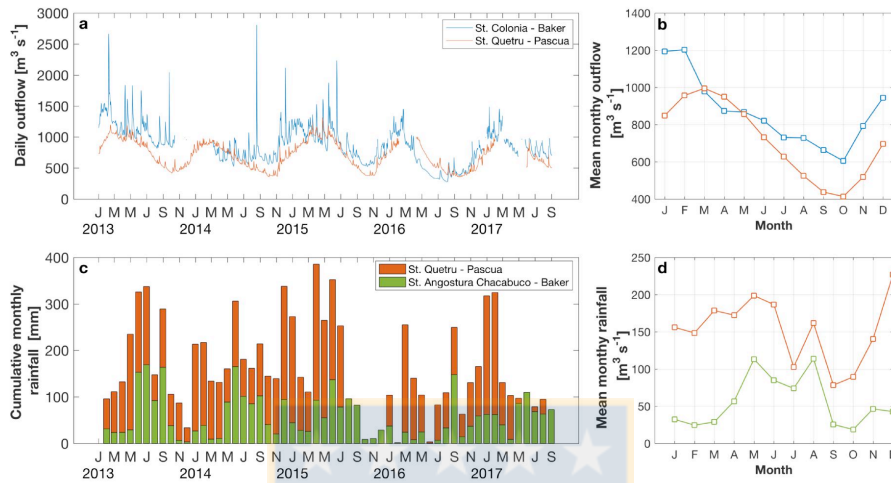 a
St. Colonia - Baker
St. Quetru - Pascua
Daily outflow [m³ s⁻¹]
3000
2500
2000
1500
1000
500
0
J M M J S N J M M J S N J M M J S N J M M J S N J M M J S
2013 2014 2015 2016 2017
b
Mean monthy outflow
[m³ s⁻¹]
1400
1200
1000
800
600
400
J F M A M J J A S O N D
Month
c
St. Quetru - Pascua
St. Angostura Chacabuco - Baker
Cumulative monthly
rainfall [mm]
400
300
200
100
0
J M M J S N J M M J S N J M M J S N J M M J S N J M M J S
2013 2014 2015 2016 2017
d
Mean monthy rainfall
[m³ s⁻¹]
250
200
150
100
50
0
J F M A M J J A S O N D
Month